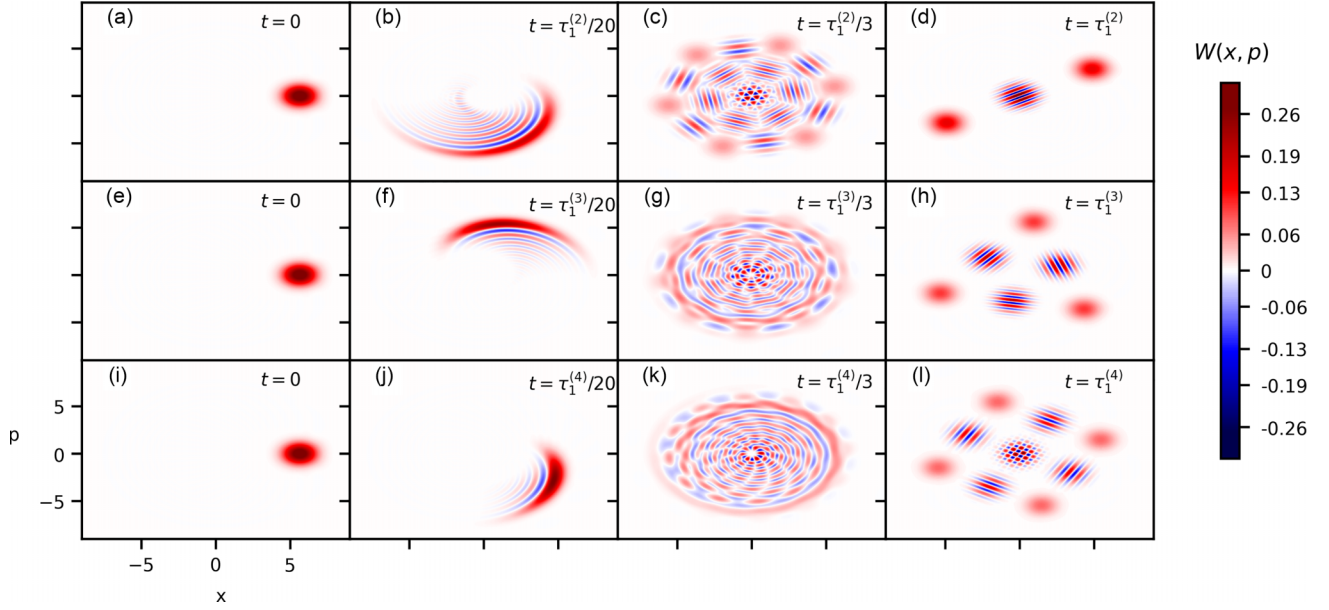 (a) t = 0
(b) t = τ₁⁽²⁾/20
(c) t = τ₁⁽²⁾/3
(d) t = τ₁⁽²⁾
W(x, p)
(e) t = 0
(f) t = τ₁⁽³⁾/20
(g) t = τ₁⁽³⁾/3
(h) t = τ₁⁽³⁾
(i) t = 0
(j) t = τ₁⁽⁴⁾/20
(k) t = τ₁⁽⁴⁾/3
(l) t = τ₁⁽⁴⁾
0.26
0.19
0.13
0.06
0
-0.06
-0.13
-0.19
-0.26
5
0
−5
p
−5 0 5
x